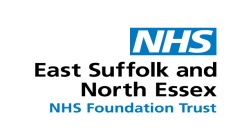 NHS
East Suffolk and
North Essex
NHS Foundation Trust